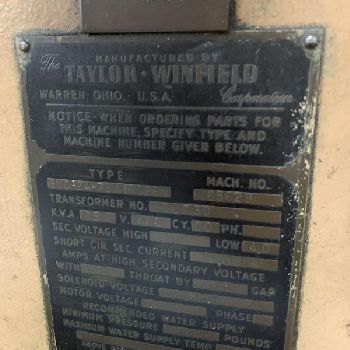 MANUFACTURED BY
The TAYLOR · WINFIELD
WARREN, OHIO. - U.S.A. Corporation
NOTICE - WHEN ORDERING PARTS FOR
THIS MACHINE, SPECIFY TYPE AND
MACHINE NUMBER GIVEN BELOW.
TYPE MACH. NO.
TRANSFORMER NO.
K.V.A. V. CY. PH.
SEC. VOLTAGE HIGH LOW
SHORT CIR. SEC. CURRENT
AMPS. AT HIGH SECONDARY VOLTAGE
WITH THROAT BY GAP
SOLENOID VOLTAGE
MOTOR VOLTAGE PHASE
RECOMMENDED WATER SUPPLY
MINIMUM PRESSURE POUNDS
MAXIMUM WATER SUPPLY TEMP